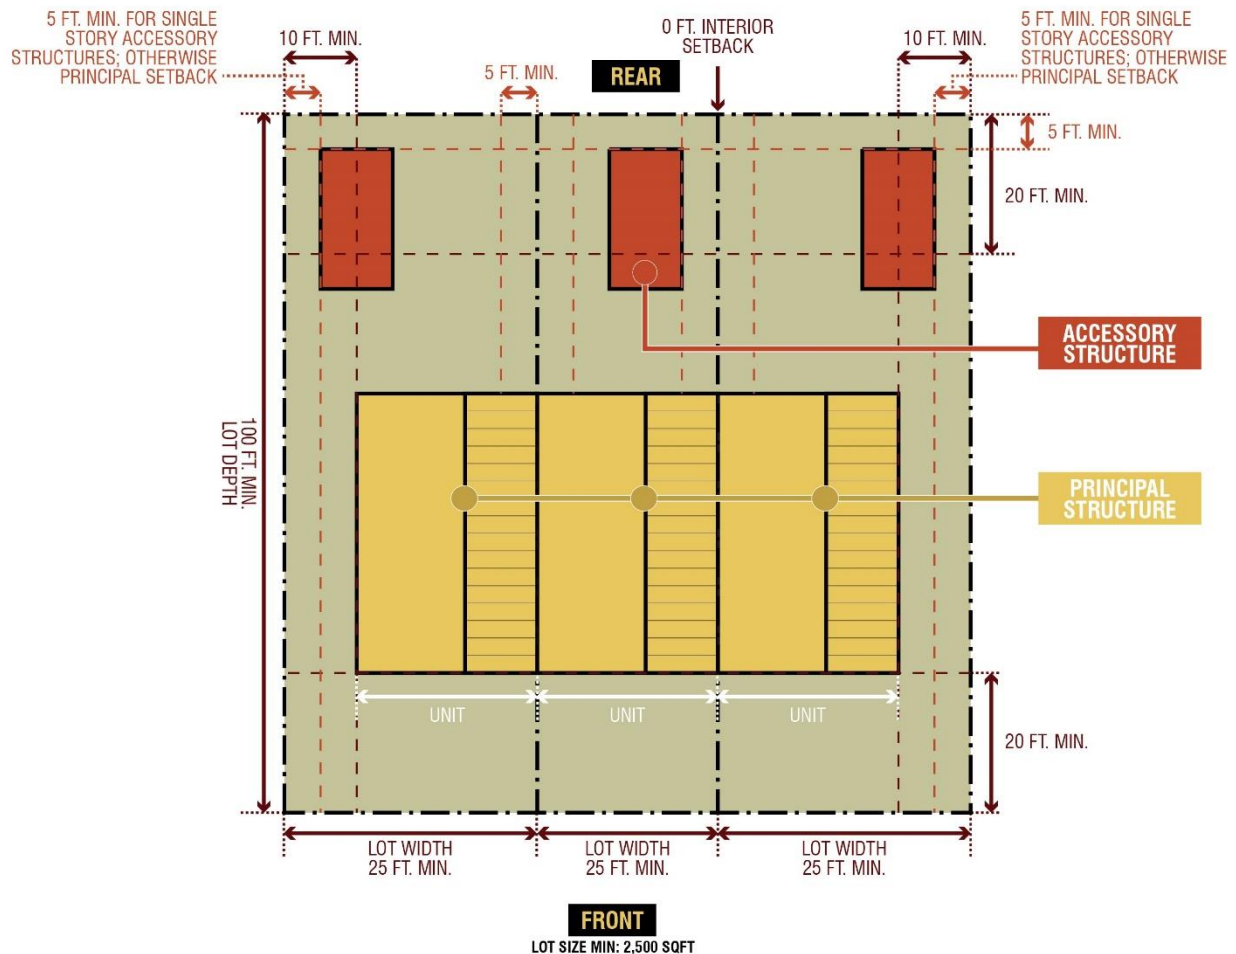 5 FT. MIN. FOR SINGLE
STORY ACCESSORY
STRUCTURES; OTHERWISE
PRINCIPAL SETBACK
10 FT. MIN.
5 FT. MIN.
0 FT. INTERIOR
SETBACK
REAR
10 FT. MIN.
5 FT. MIN. FOR SINGLE
STORY ACCESSORY
STRUCTURES; OTHERWISE
PRINCIPAL SETBACK
5 FT. MIN.
20 FT. MIN.
ACCESSORY
STRUCTURE
100 FT. MIN.
LOT DEPTH
PRINCIPAL
STRUCTURE
UNIT
UNIT
UNIT
20 FT. MIN.
LOT WIDTH
25 FT. MIN.
LOT WIDTH
25 FT. MIN.
LOT WIDTH
25 FT. MIN.
FRONT
LOT SIZE MIN: 2,500 SQFT